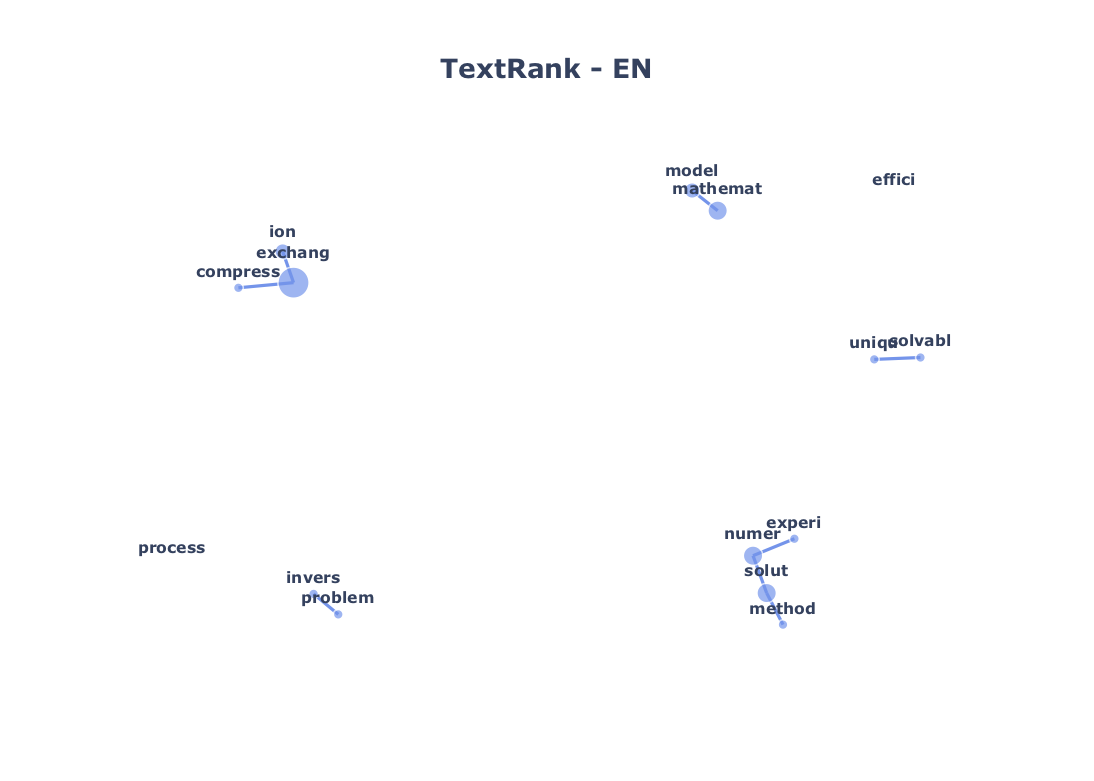 TextRank – EN
model
mathemat
effici
ion
exchang
compress
uniqu
solvabl
experi
numer
process
solut
invers
problem
method